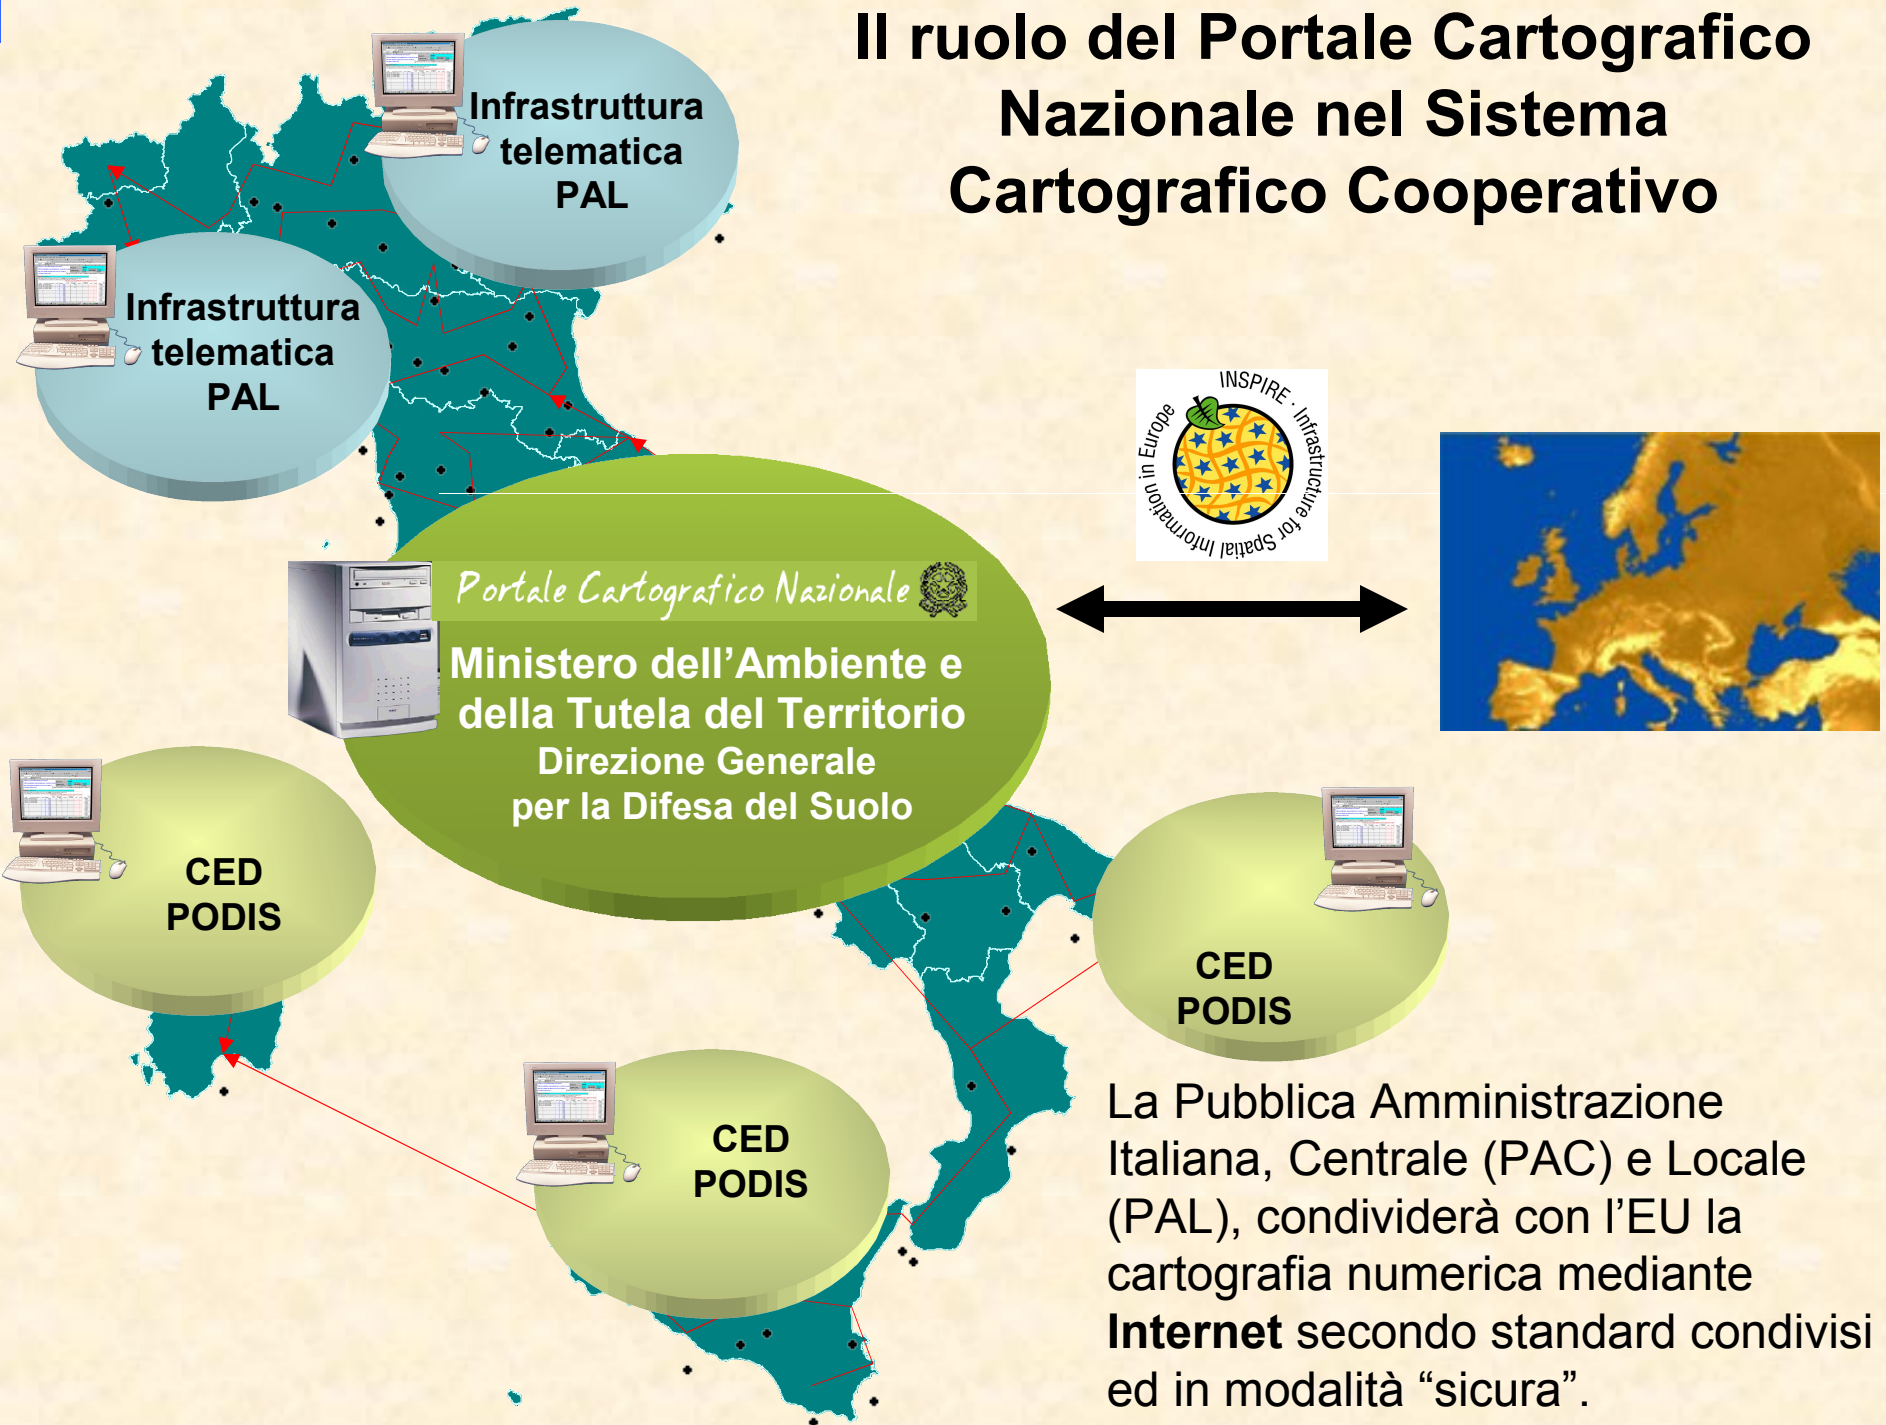 Il ruolo del Portale Cartografico
Nazionale nel Sistema
Cartografico Cooperativo
Infrastruttura
telematica
PAL
Infrastruttura
telematica
PAL
INSPIRE · Infrastructure for Spatial Information in Europe
Portale Cartografico Nazionale
Ministero dell’Ambiente e
della Tutela del Territorio
Direzione Generale
per la Difesa del Suolo
CED
PODIS
CED
PODIS
CED
PODIS
La Pubblica Amministrazione
Italiana, Centrale (PAC) e Locale
(PAL), condividerà con l’EU la
cartografia numerica mediante
Internet secondo standard condivisi
ed in modalità “sicura”.